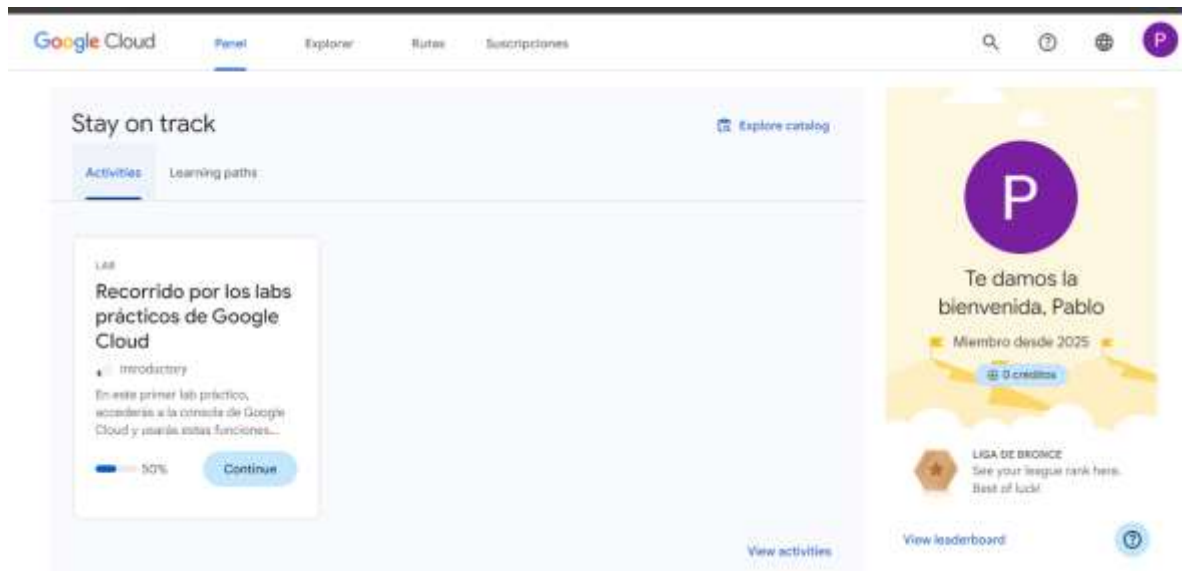 Google Cloud
Panel
Explorar
Rutas
Suscripciones
P
Stay on track
Explore catalog
Activities
Learning paths
LAB
Recorrido por los labs
prácticos de Google
Cloud
Introductory
En este primer lab práctico,
accederás a la consola de Google
Cloud y usarás estas funciones...
50%
Continue
View activities
P
Te damos la
bienvenida, Pablo
Miembro desde 2025
0 créditos
LIGA DE BRONCE
See your league rank here.
Best of luck!
View leaderboard